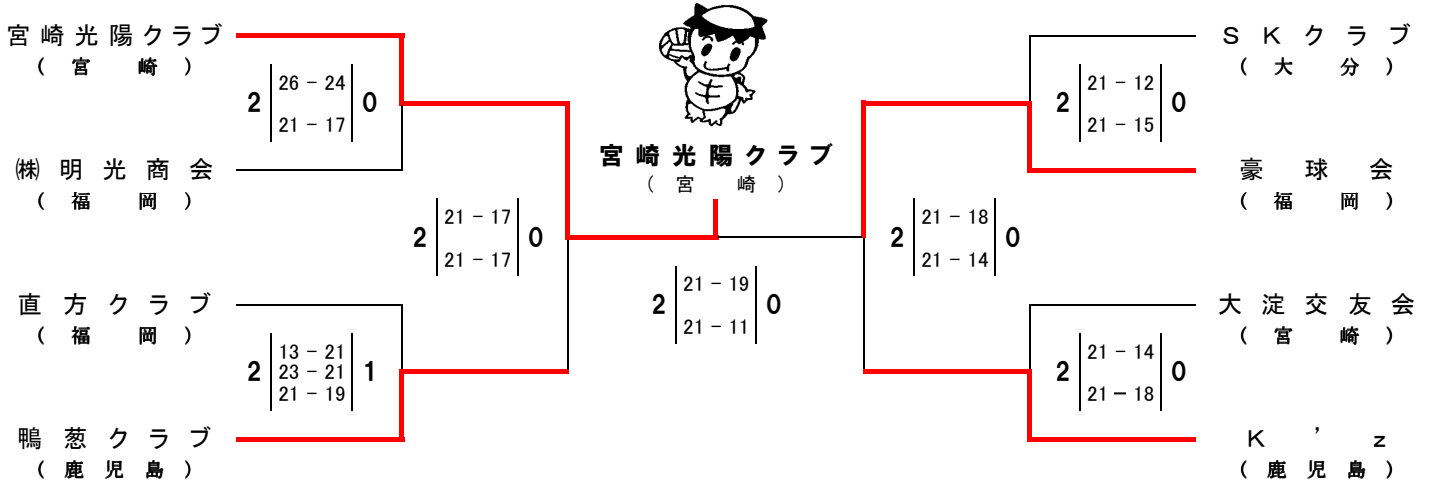 宮崎光陽クラブ
(宮崎)
2 26 - 24 0
21 - 17
㈱明光商会
(福岡)
2 21 - 17 0
21 - 17
直方クラブ
(福岡)
2 13 - 21 1
23 - 21
21 - 19
鴨葱クラブ
(鹿児島)
宮崎光陽クラブ
(宮崎)
2 21 - 19 0
21 - 11
SKクラブ
(大分)
2 21 - 12 0
21 - 15
豪球会
(福岡)
2 21 - 18 0
21 - 14
大淀交友会
(宮崎)
2 21 - 14 0
21 - 18
K’z
(鹿児島)